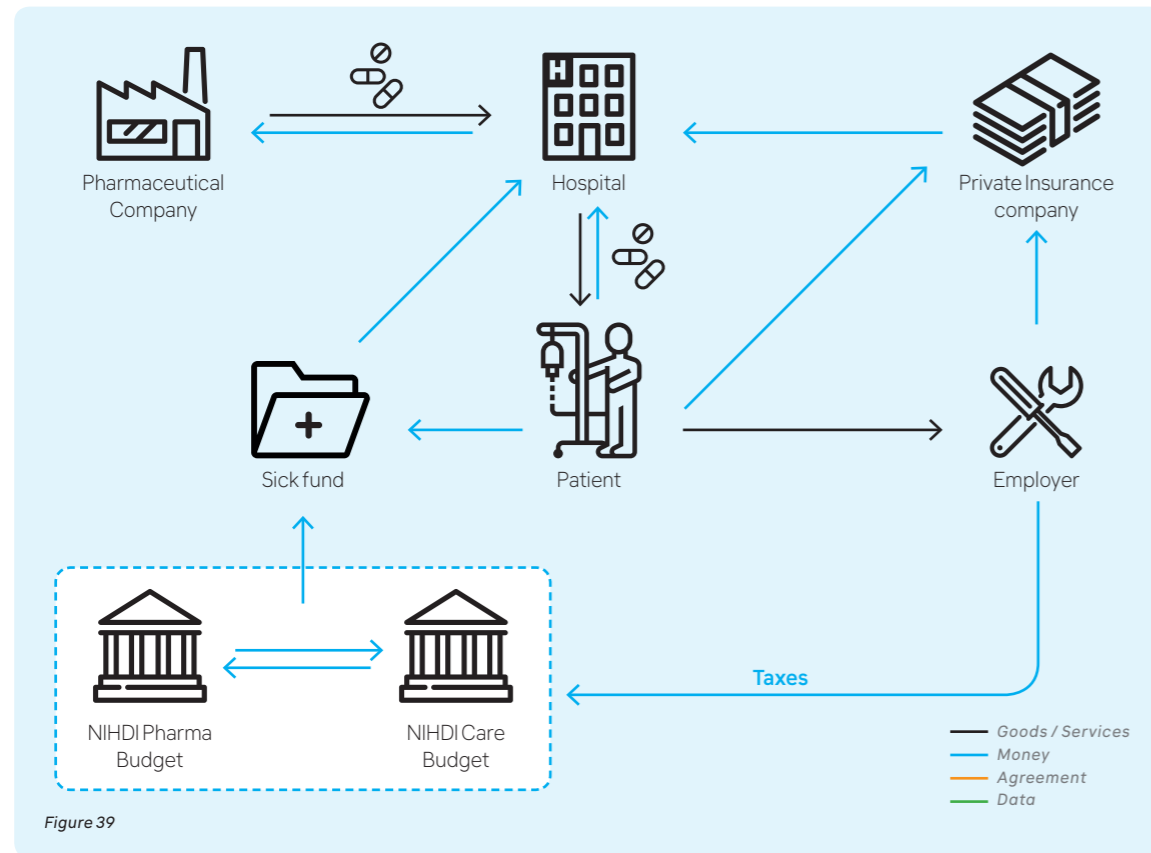 Pharmaceutical
Company
Hospital
Private Insurance
company
Sick fund
Patient
Employer
NIHDI Pharma
Budget
NIHDI Care
Budget
Taxes
Goods / Services
Money
Agreement
Data
Figure 39
H